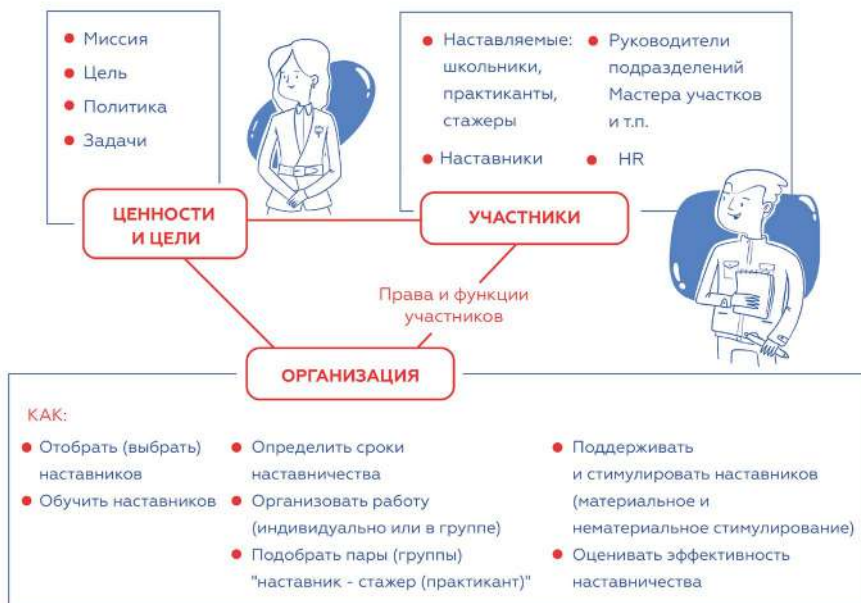 Миссия
Цель
Политика
Задачи
ЦЕННОСТИ
И ЦЕЛИ
Наставляемые:
школьники,
практиканты,
стажеры
Наставники
Руководители
подразделений
Мастера участков
и т.п.
HR
УЧАСТНИКИ
Права и функции
участников
ОРГАНИЗАЦИЯ
КАК:
Отобрать (выбрать)
наставников
Обучить наставников
Определить сроки
наставничества
Организовать работу
(индивидуально или в группе)
Подобрать пары (группы)
"наставник - стажер (практикант)"
Поддерживать
и стимулировать наставников
(материальное и
нематериальное стимулирование)
Оценивать эффективность
наставничества